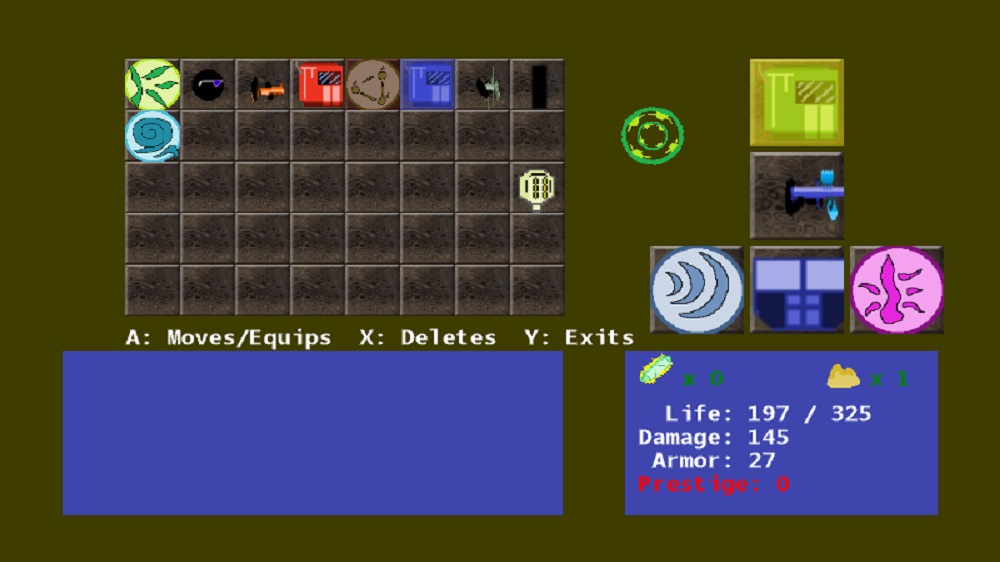 A: Moves/Equips X: Deletes Y: Exits
x 0 x 1
Life: 197 / 325
Damage: 145
Armor: 27
Prestige: 0